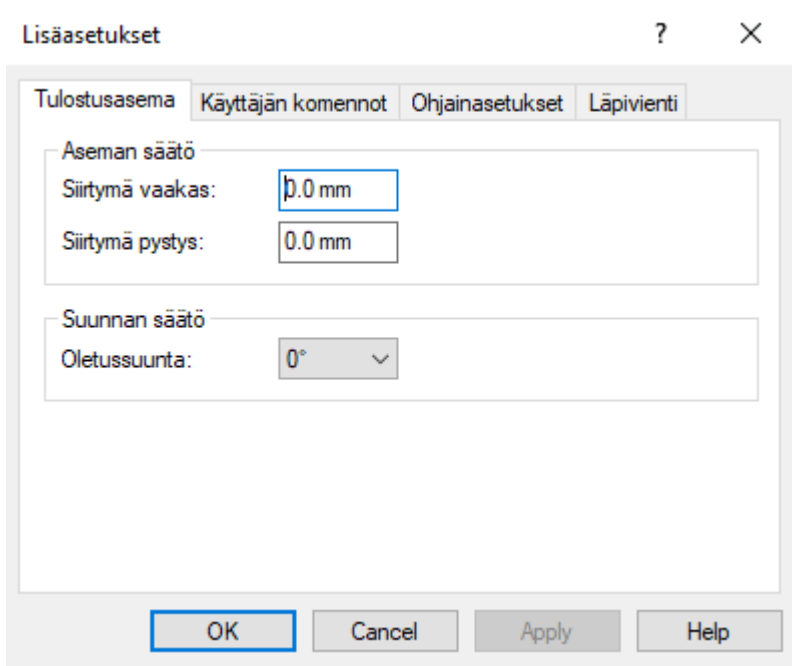 Lisäasetukset ? ×
Tulostusasema Käyttäjän komennot Ohjainasetukset Läpivienti
Aseman säätö
Siirtymä vaakas: 0.0 mm
Siirtymä pystys: 0.0 mm
Suunnan säätö
Oletussuunta: 0°
OK Cancel Apply Help